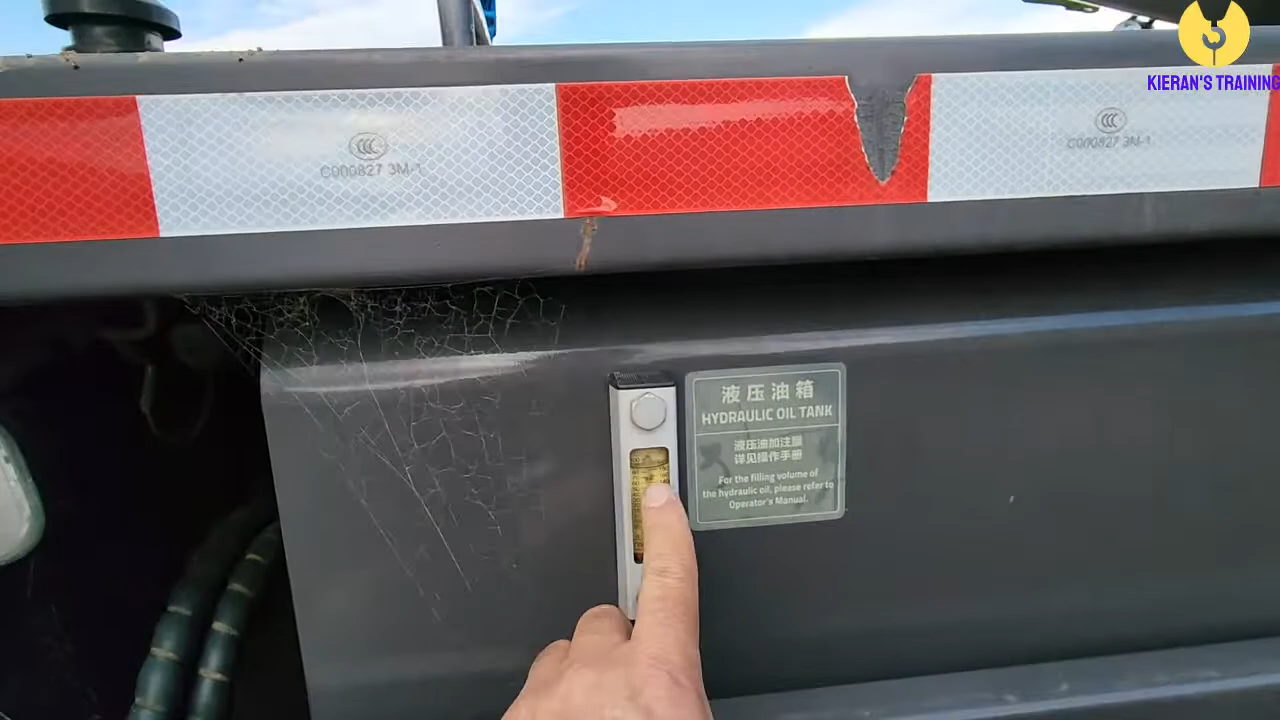 KIERAN'S TRAINING
C000827 3M-1
C000827 3M-1
液压油箱
HYDRAULIC OIL TANK
液压油加注量
详见操作手册
For the filling volume of
the hydraulic oil, please refer to
Operator's Manual.